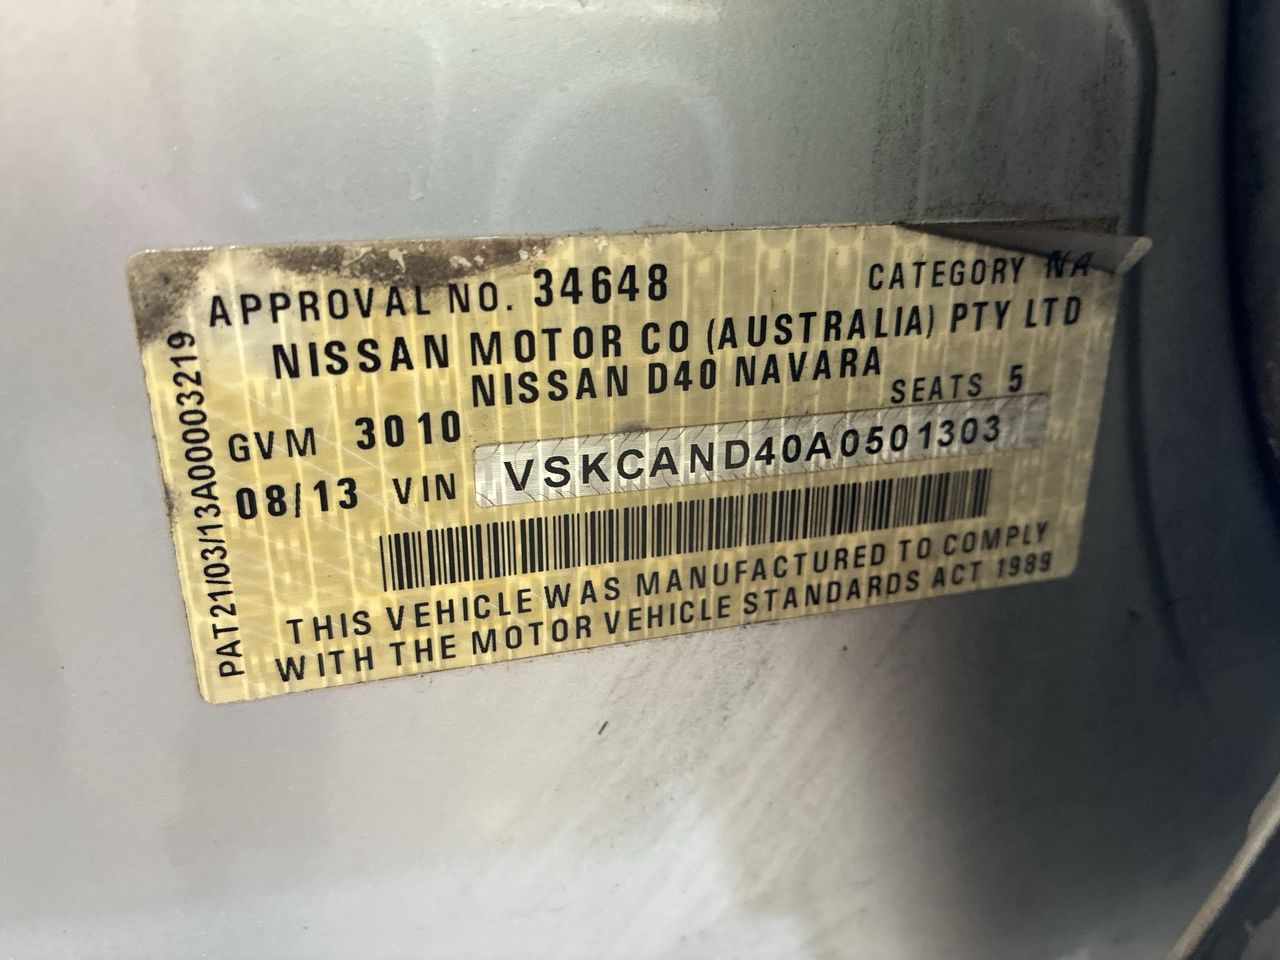 APPROVAL NO. 34648 CATEGORY NA
NISSAN MOTOR CO (AUSTRALIA) PTY LTD
NISSAN D40 NAVARA
GVM 3010 SEATS 5
08/13 VIN VSKCAND40A0501303
THIS VEHICLE WAS MANUFACTURED TO COMPLY
WITH THE MOTOR VEHICLE STANDARDS ACT 1989
PAT21/03/13A000003219